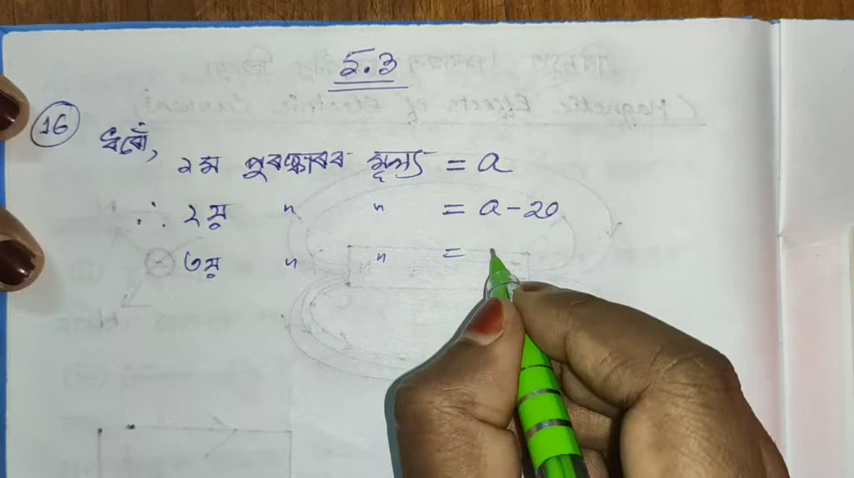 5.3
16
ধৰোঁ,
১ম পুৰস্কাৰৰ মূল্য = a
∴ ২য় " " = a - 20
৩য় " " =